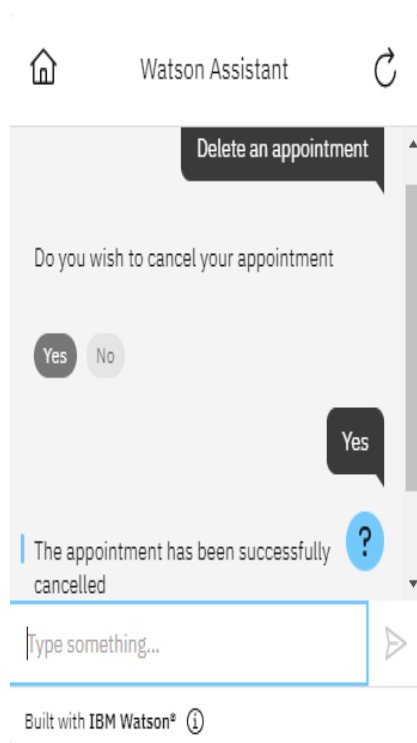 Watson Assistant
Delete an appointment
Do you wish to cancel your appointment
Yes No
Yes
?
The appointment has been successfully
cancelled
Type something...
Built with IBM Watson®